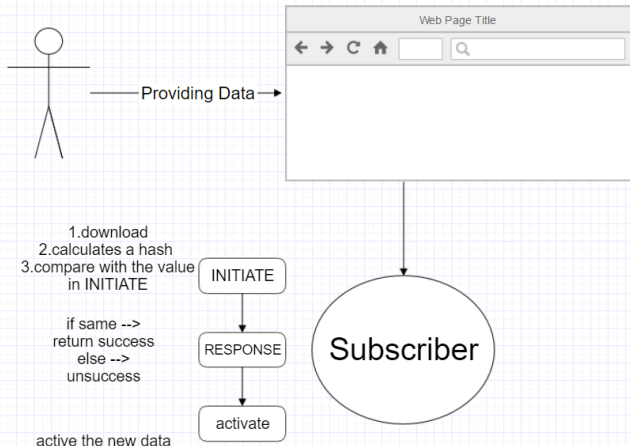 Web Page Title
Providing Data
1.download
2.calculates a hash
3.compare with the value
in INITIATE
INITIATE
if same -->
return success
else -->
unsuccess
RESPONSE
Subscriber
activate
active the new data